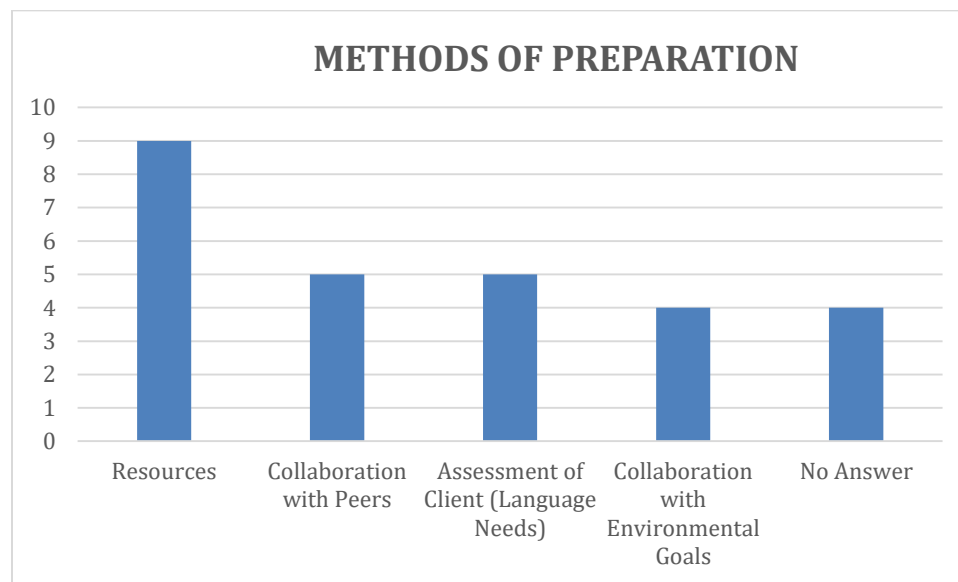 METHODS OF PREPARATION
10
9
8
7
6
5
4
3
2
1
0
Resources
Collaboration
with Peers
Assessment of
Client (Language
Needs)
Collaboration
with
Environmental
Goals
No Answer